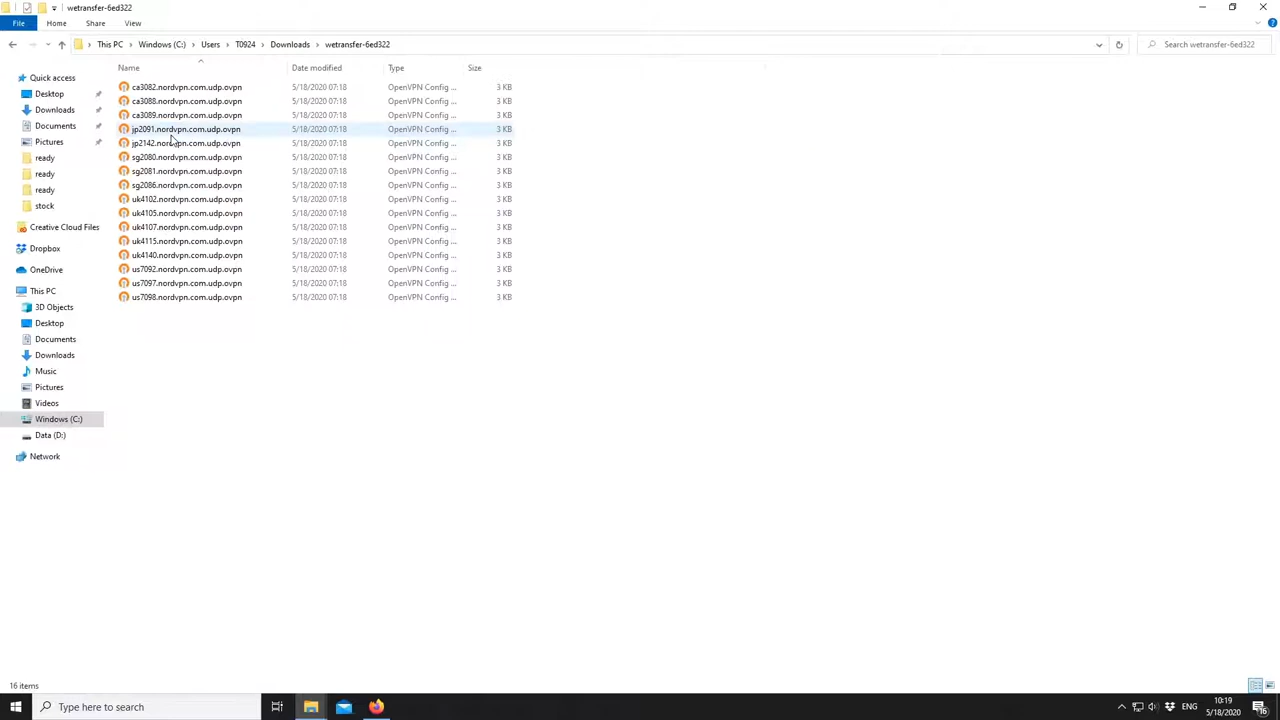 wetransfer-6ed322
File Home Share View
This PC Windows (C:) Users T0924 Downloads wetransfer-6ed322
Search wetransfer-6ed322
Name Date modified Type Size
Quick access
Desktop
Downloads
Documents
Pictures
ready
ready
ready
stock
Creative Cloud Files
Dropbox
OneDrive
This PC
3D Objects
Desktop
Documents
Downloads
Music
Pictures
Videos
Windows (C:)
Data (D:)
Network
ca3082.nordvpn.com.udp.ovpn 5/18/2020 07:18 OpenVPN Config ... 3 KB
ca3088.nordvpn.com.udp.ovpn 5/18/2020 07:18 OpenVPN Config ... 3 KB
ca3089.nordvpn.com.udp.ovpn 5/18/2020 07:18 OpenVPN Config ... 3 KB
jp2091.nordvpn.com.udp.ovpn 5/18/2020 07:18 OpenVPN Config ... 3 KB
jp2142.nordvpn.com.udp.ovpn 5/18/2020 07:18 OpenVPN Config ... 3 KB
sg2080.nordvpn.com.udp.ovpn 5/18/2020 07:18 OpenVPN Config ... 3 KB
sg2081.nordvpn.com.udp.ovpn 5/18/2020 07:18 OpenVPN Config ... 3 KB
sg2086.nordvpn.com.udp.ovpn 5/18/2020 07:18 OpenVPN Config ... 3 KB
uk4102.nordvpn.com.udp.ovpn 5/18/2020 07:18 OpenVPN Config ... 3 KB
uk4105.nordvpn.com.udp.ovpn 5/18/2020 07:18 OpenVPN Config ... 3 KB
uk4107.nordvpn.com.udp.ovpn 5/18/2020 07:18 OpenVPN Config ... 3 KB
uk4115.nordvpn.com.udp.ovpn 5/18/2020 07:18 OpenVPN Config ... 3 KB
uk4140.nordvpn.com.udp.ovpn 5/18/2020 07:18 OpenVPN Config ... 3 KB
us7092.nordvpn.com.udp.ovpn 5/18/2020 07:18 OpenVPN Config ... 3 KB
us7097.nordvpn.com.udp.ovpn 5/18/2020 07:18 OpenVPN Config ... 3 KB
us7098.nordvpn.com.udp.ovpn 5/18/2020 07:18 OpenVPN Config ... 3 KB
16 items
Type here to search
ENG
10:19
5/18/2020